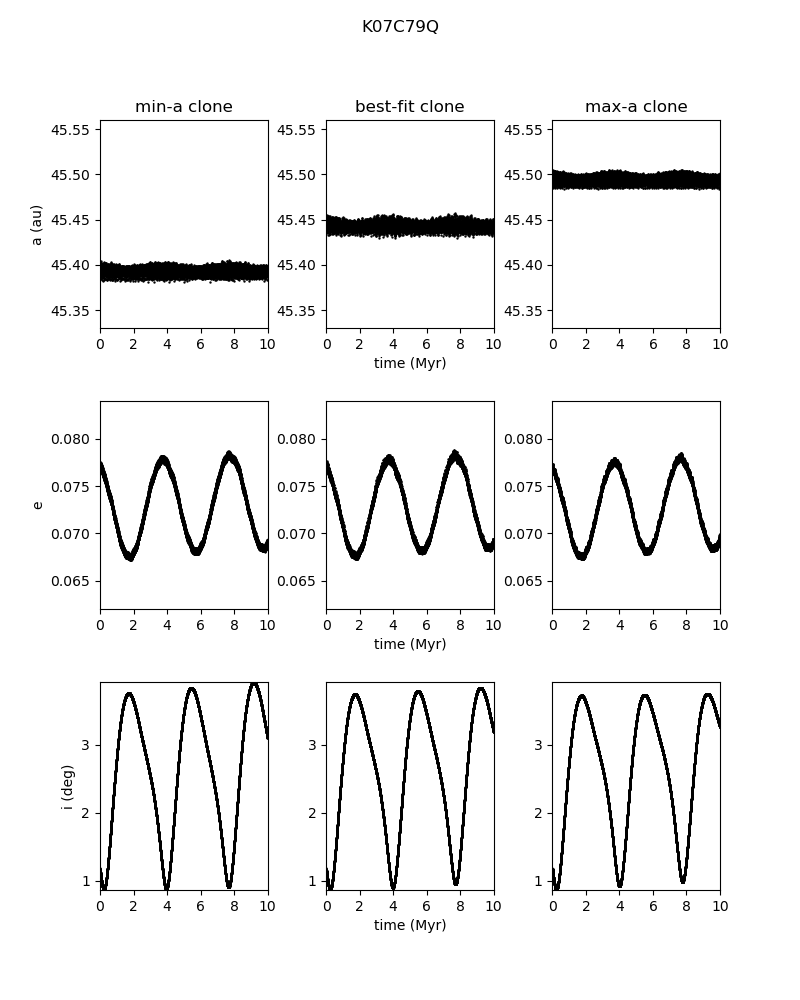 K07C79Q
min-a clone best-fit clone max-a clone
45.55 45.55 45.55
45.50 45.50 45.50
45.45 45.45 45.45
45.40 45.40 45.40
45.35 45.35 45.35
a (au)
0 2 4 6 8 10 0 2 4 6 8 10 0 2 4 6 8 10
time (Myr)
0.080 0.080 0.080
0.075 0.075 0.075
0.070 0.070 0.070
0.065 0.065 0.065
e
0 2 4 6 8 10 0 2 4 6 8 10 0 2 4 6 8 10
time (Myr)
3 3 3
2 2 2
1 1 1
i (deg)
0 2 4 6 8 10 0 2 4 6 8 10 0 2 4 6 8 10
time (Myr)